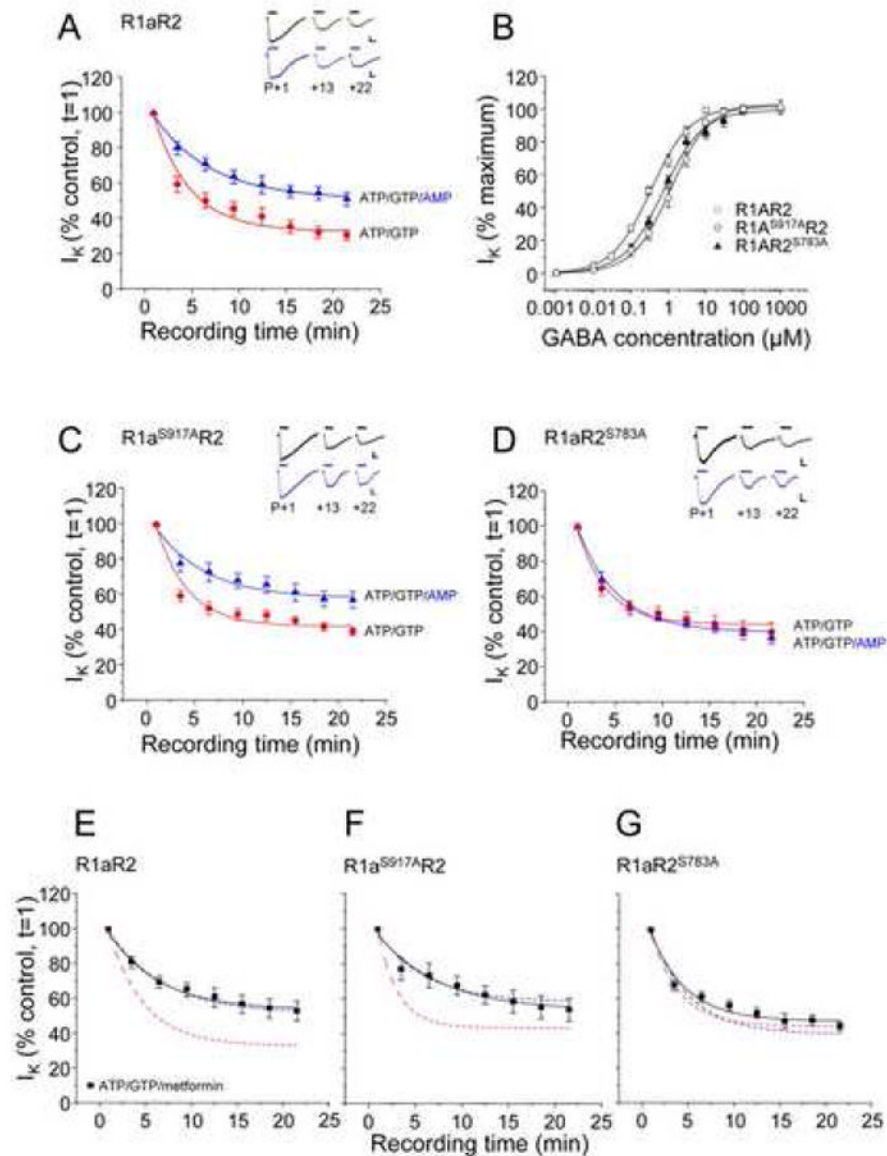 A
R1aR2
P+1 +13 +22
120
100
80
60
40
20
0
I_K (% control, t=1)
ATP/GTP/AMP
ATP/GTP
0 5 10 15 20 25
Recording time (min)
B
120
100
80
60
40
20
0
I_K (% maximum)
R1AR2
R1A^S917AR2
R1AR2^S783A
0.001 0.01 0.1 1 10 100 1000
GABA concentration (µM)
C
R1a^S917AR2
P+1 +13 +22
120
100
80
60
40
20
0
I_K (% control, t=1)
ATP/GTP/AMP
ATP/GTP
0 5 10 15 20 25
Recording time (min)
D
R1aR2^S783A
P+1 +13 +22
120
100
80
60
40
20
0
I_K (% control, t=1)
ATP/GTP
ATP/GTP/AMP
0 5 10 15 20 25
Recording time (min)
E
R1aR2
120
100
80
60
40
20
0
I_K (% control, t=1)
ATP/GTP/metformin
0 5 10 15 20 25
F
R1a^S917AR2
0 5 10 15 20 25
G
R1aR2^S783A
0 5 10 15 20 25
Recording time (min)